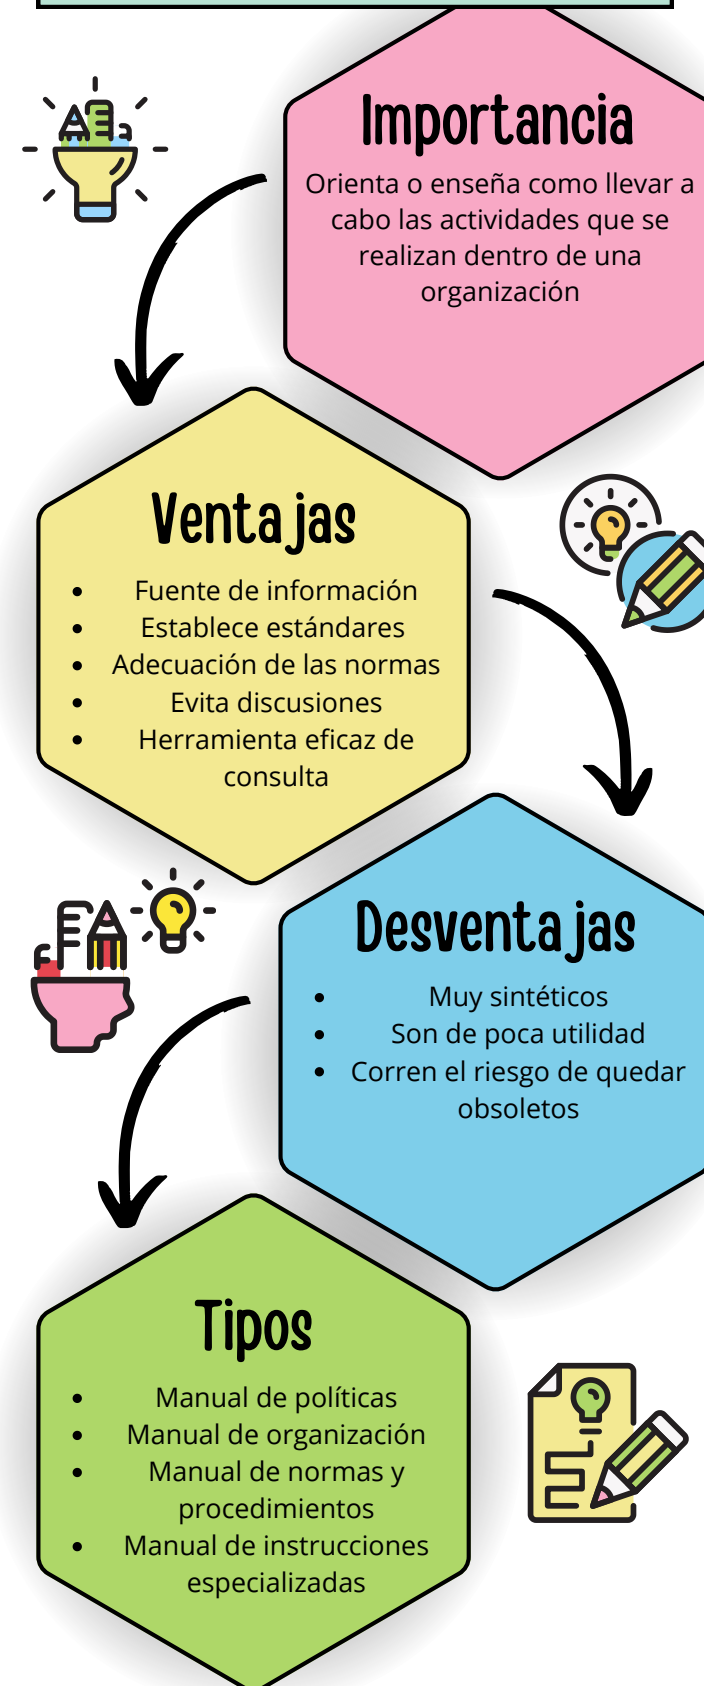 Importancia
Orienta o enseña como llevar a
cabo las actividades que se
realizan dentro de una
organización
Ventajas
• Fuente de información
• Establece estándares
• Adecuación de las normas
• Evita discusiones
• Herramienta eficaz de
consulta
Desventajas
• Muy sintéticos
• Son de poca utilidad
• Corren el riesgo de quedar
obsoletos
Tipos
• Manual de políticas
• Manual de organización
• Manual de normas y
procedimientos
• Manual de instrucciones
especializadas